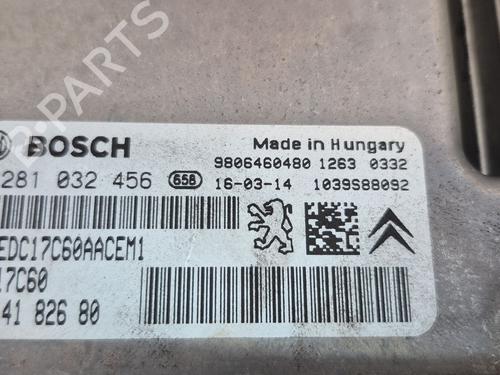 B-PARTS
BOSCH
Made in Hungary
9806460480 1263 0332
281 032 456 658 16-03-14 1039S88092
EDC17C60AACEM1
17C60
41 826 80